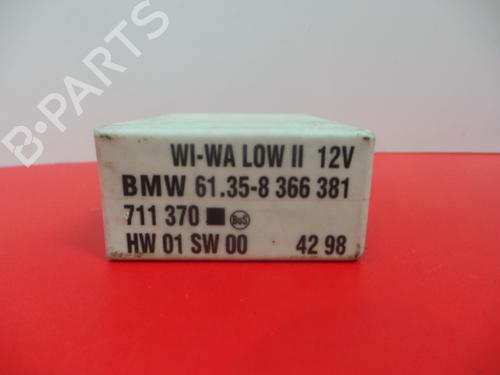 B-PARTS
WI-WA LOW II 12V
BMW 61.35-8 366 381
711 370 BuS
HW 01 SW 00 42 98